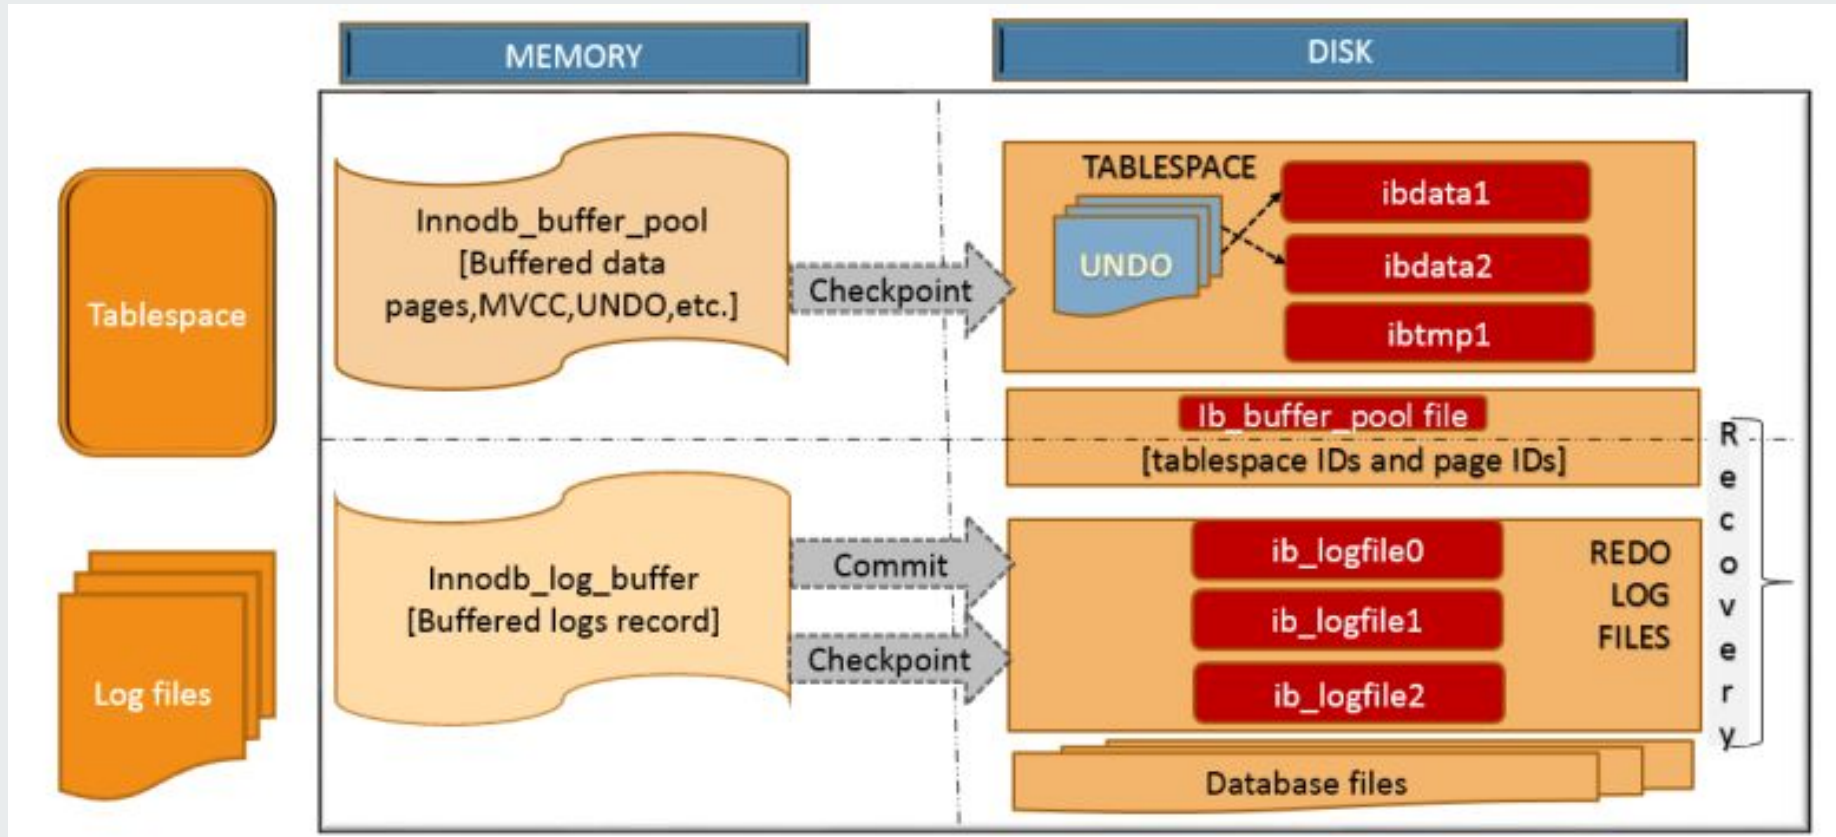 MEMORY
DISK
Tablespace
Innodb_buffer_pool
[Buffered data
pages,MVCC,UNDO,etc.]
Checkpoint
TABLESPACE
UNDO
ibdata1
ibdata2
ibtmp1
Ib_buffer_pool file
[tablespace IDs and page IDs]
Log files
Innodb_log_buffer
[Buffered logs record]
Commit
Checkpoint
ib_logfile0
ib_logfile1
ib_logfile2
REDO
LOG
FILES
Recovery
Database files